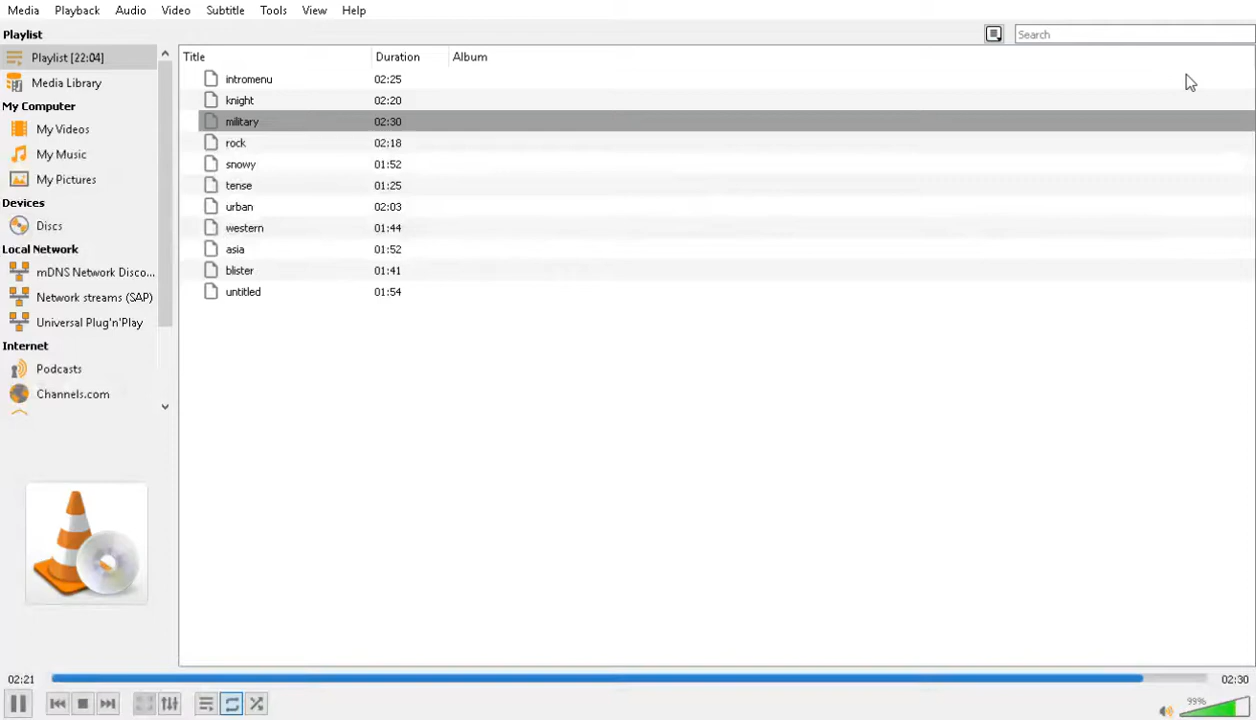 Media Playback Audio Video Subtitle Tools View Help
Playlist
Search
Playlist [22:04]
Media Library
My Computer
My Videos
My Music
My Pictures
Devices
Discs
Local Network
mDNS Network Disco...
Network streams (SAP)
Universal Plug'n'Play
Internet
Podcasts
Channels.com
Title Duration Album
intromenu 02:25
knight 02:20
military 02:30
rock 02:18
snowy 01:52
tense 01:25
urban 02:03
western 01:44
asia 01:52
blister 01:41
untitled 01:54
02:21 02:30
99%